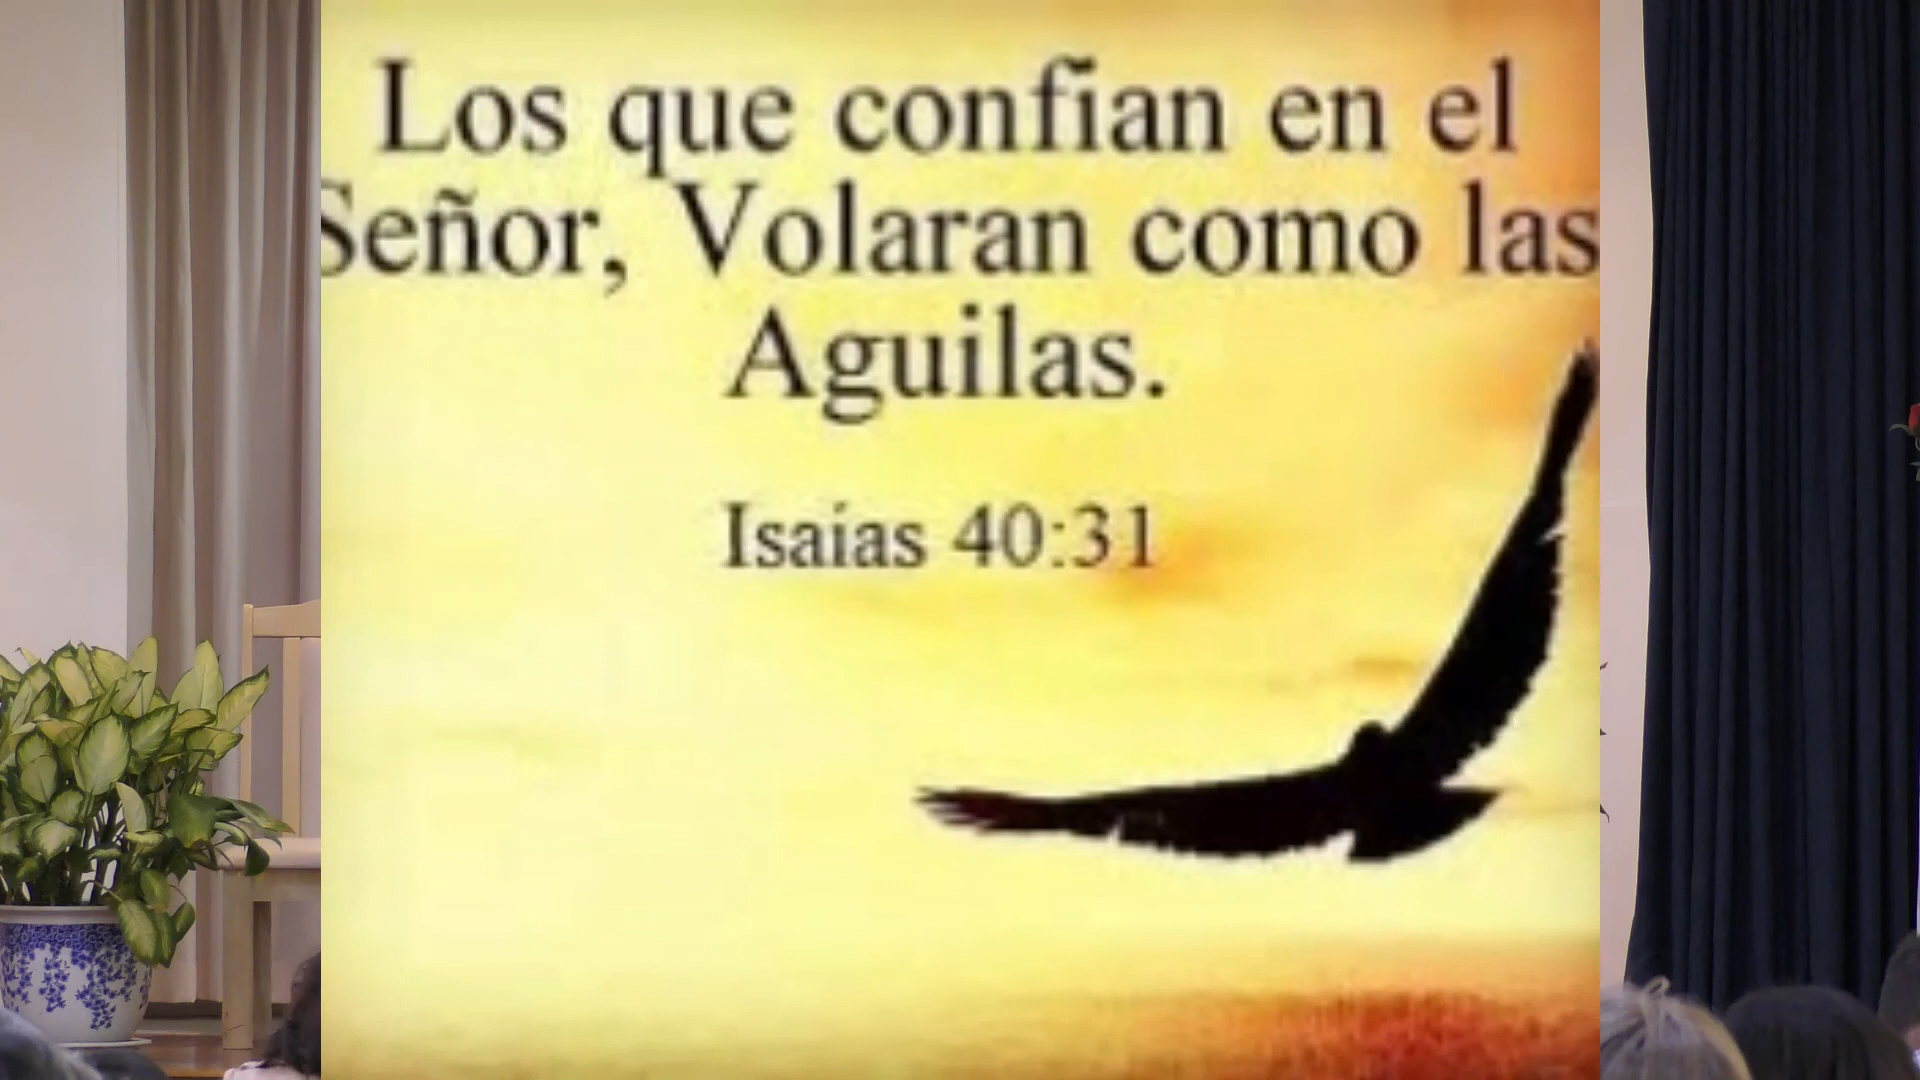 Los que confian en el
Señor, Volaran como las
Aguilas.
Isaias 40:31